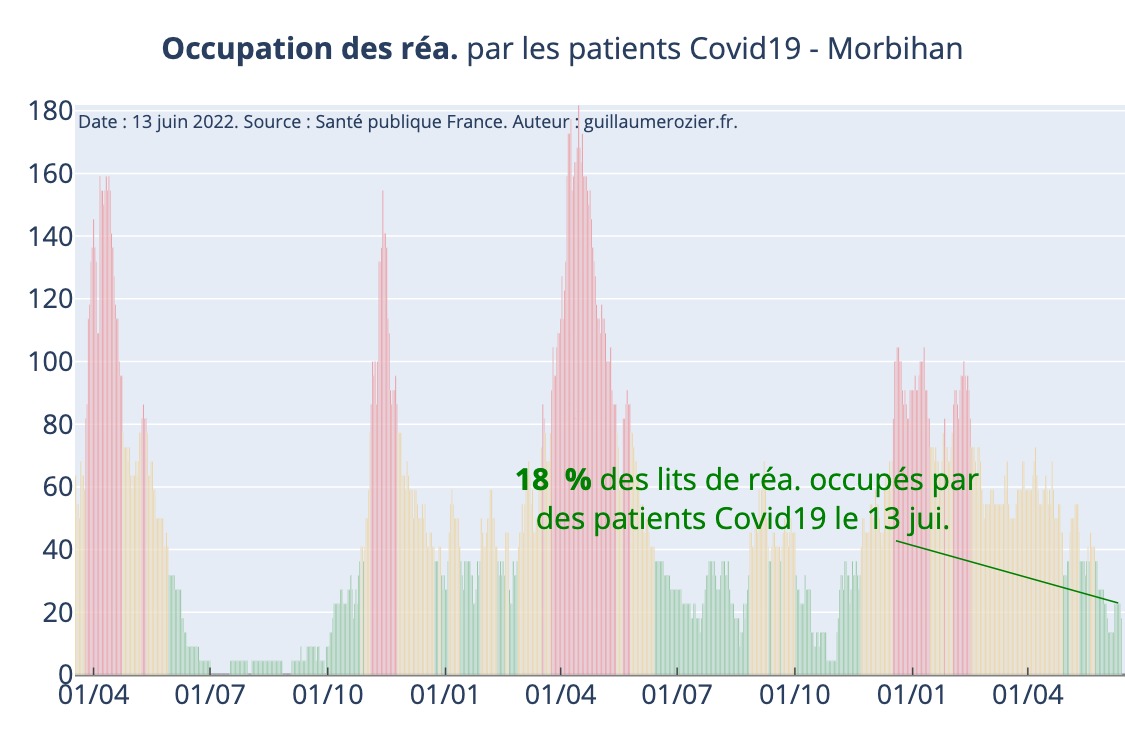 Occupation des réa. par les patients Covid19 - Morbihan
180
Date : 13 juin 2022. Source : Santé publique France. Auteur : guillaumerozier.fr.
160
140
120
100
80
60
18 % des lits de réa. occupés par
des patients Covid19 le 13 jui.
40
20
0
01/04 01/07 01/10 01/01 01/04 01/07 01/10 01/01 01/04